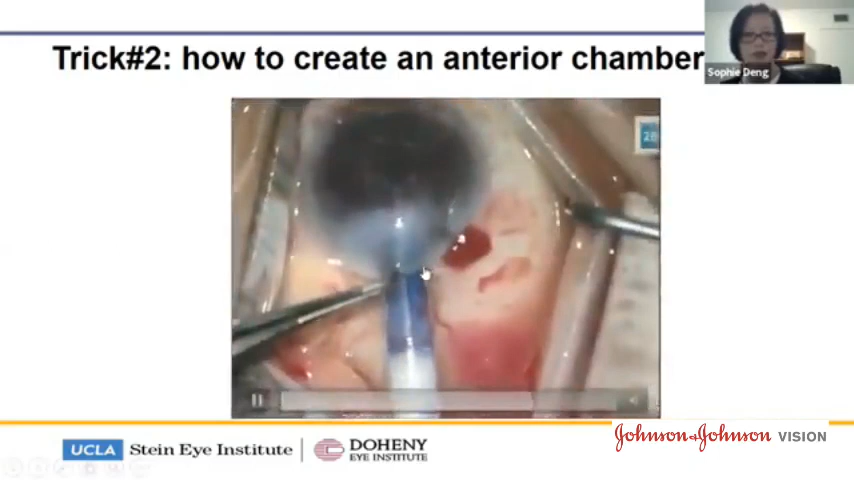 Trick#2: how to create an anterior chamber
Sophie Deng
28
UCLA Stein Eye Institute
DOHENY
EYE INSTITUTE
Johnson+Johnson VISION